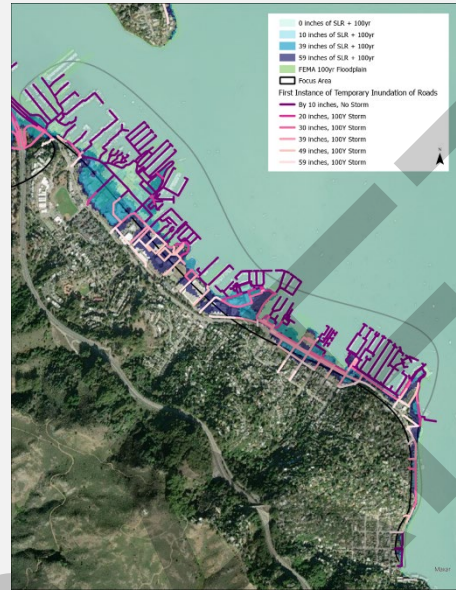 0 inches of SLR + 100yr
10 inches of SLR + 100yr
39 inches of SLR + 100yr
59 inches of SLR + 100yr
FEMA 100yr Floodplain
Focus Area
First Instance of Temporary Inundation of Roads
By 10 inches, No Storm
20 inches, 100Y Storm
30 inches, 100Y Storm
39 inches, 100Y Storm
49 inches, 100Y Storm
59 inches, 100Y Storm